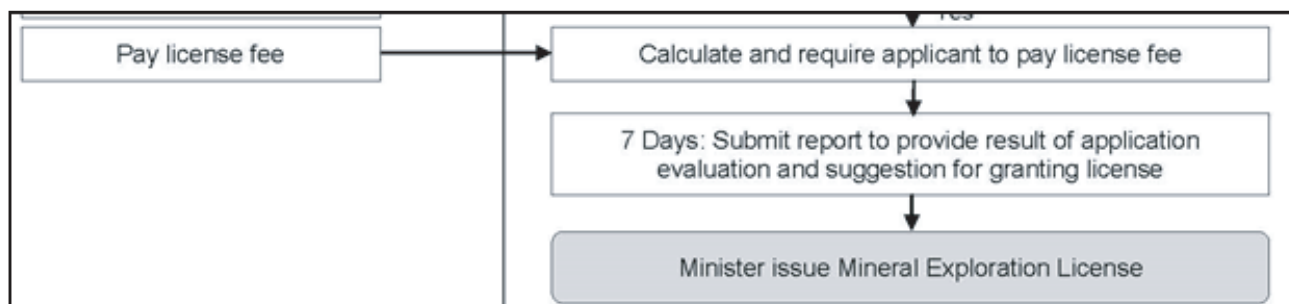 Yes
Pay license fee
Calculate and require applicant to pay license fee
7 Days: Submit report to provide result of application
evaluation and suggestion for granting license
Minister issue Mineral Exploration License